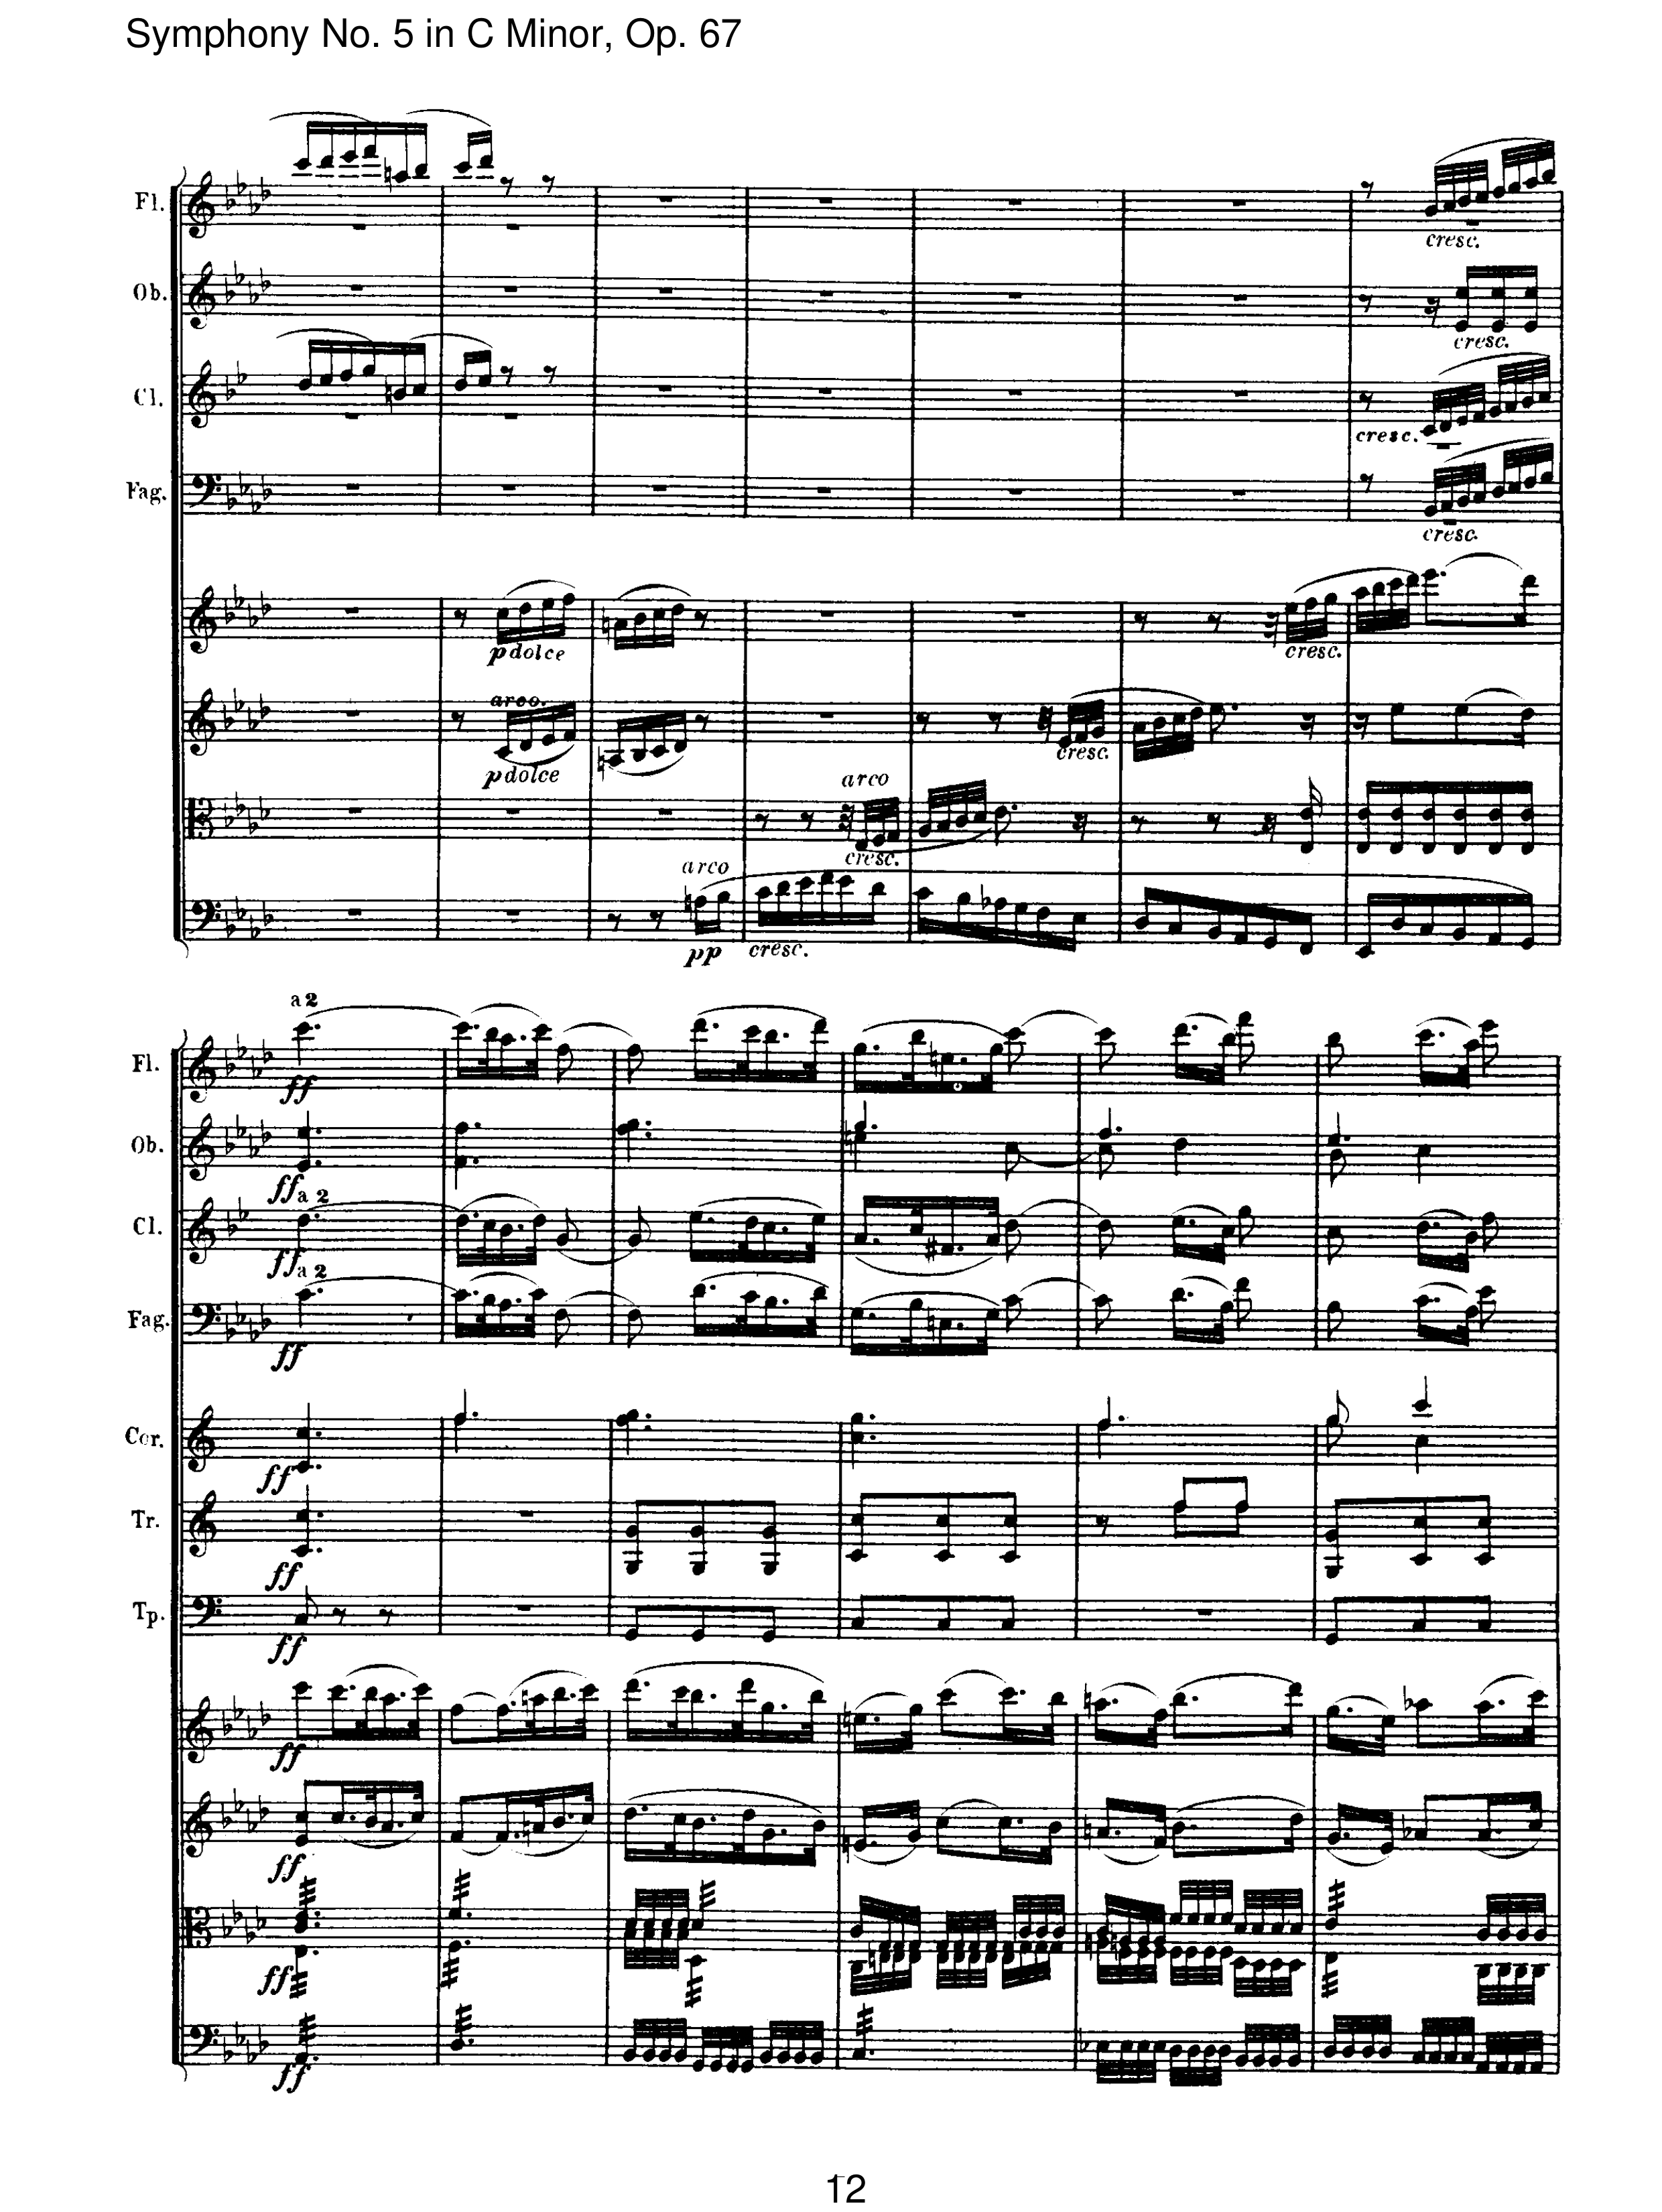 Symphony No. 5 in C Minor, Op. 67
Fl.
cresc.
Ob.
cresc.
Cl.
cresc.
Fag.
cresc.
p dolce
cresc.
arco.
p dolce
cresc.
arco
cresc.
arco
pp
cresc.
a 2
Fl.
ff
Ob.
ff a 2
Cl.
ff a 2
Fag.
ff
Cor.
ff
Tr.
ff
Tp.
ff
ff
ff
ff
ff
12